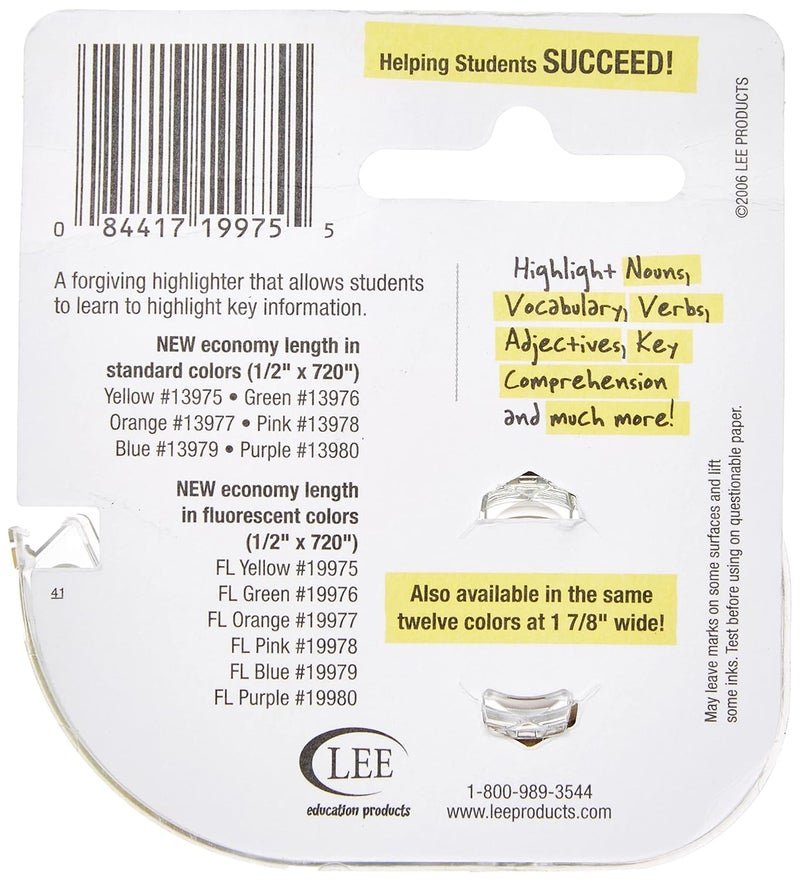 Helping Students SUCCEED!
©2006 LEE PRODUCTS
0 84417 19975 5
A forgiving highlighter that allows students
to learn to highlight key information.
NEW economy length in
standard colors (1/2" x 720")
Yellow #13975 • Green #13976
Orange #13977 • Pink #13978
Blue #13979 • Purple #13980
NEW economy length
in fluorescent colors
(1/2" x 720")
FL Yellow #19975
FL Green #19976
FL Orange #19977
FL Pink #19978
FL Blue #19979
FL Purple #19980
41
Highlight Nouns,
Vocabulary, Verbs,
Adjectives, Key
Comprehension
and much more!
Also available in the same
twelve colors at 1 7/8" wide!
May leave marks on some surfaces and lift
some inks. Test before using on questionable paper.
LEE
education products
1-800-989-3544
www.leeproducts.com